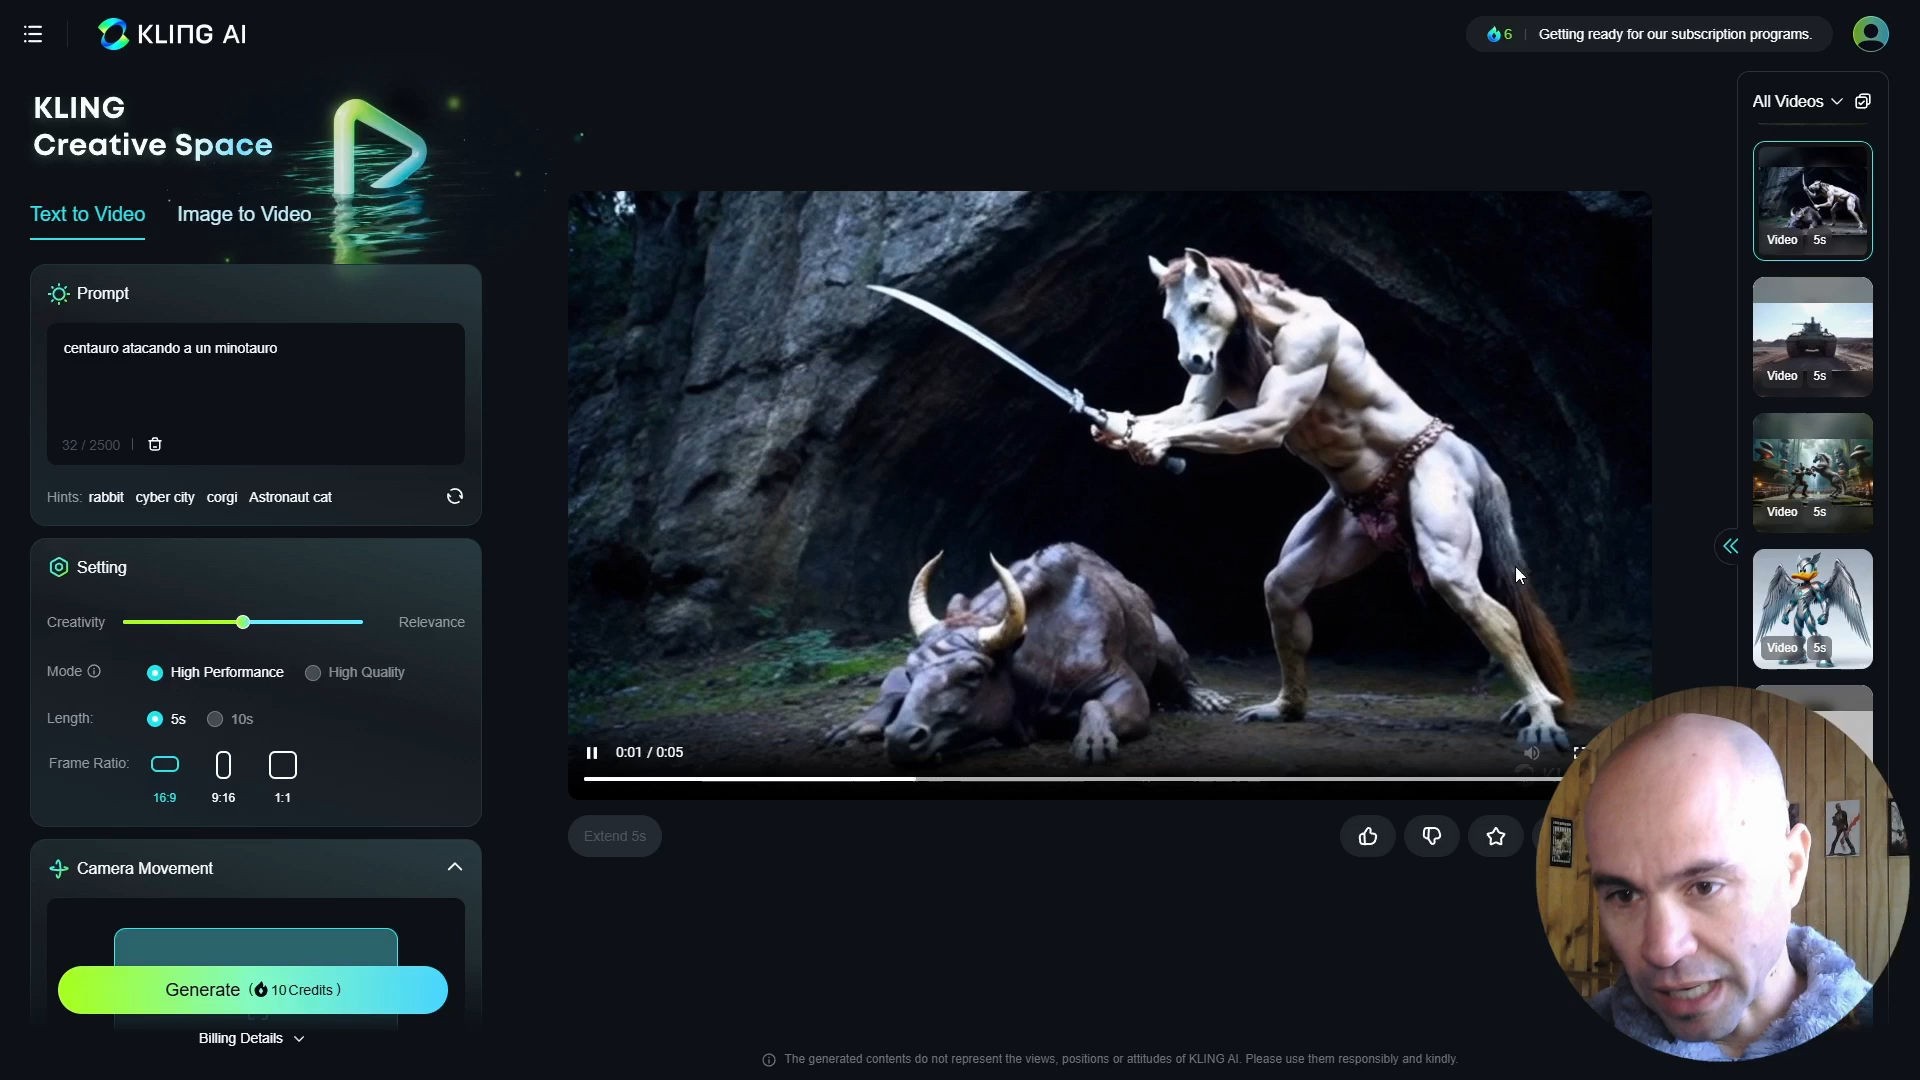 KLING AI
6 | Getting ready for our subscription programs.
KLING
Creative Space
Text to Video
Image to Video
Prompt
centauro atacando a un minotauro
32 / 2500
Hints: rabbit cyber city corgi Astronaut cat
Setting
Creativity
Relevance
Mode
High Performance
High Quality
Length:
5s
10s
Frame Ratio:
16:9
9:16
1:1
Camera Movement
Generate (10 Credits)
Billing Details
0:01 / 0:05
Extend 5s
All Videos
Video 5s
Video 5s
Video 5s
Video 5s
The generated contents do not represent the views, positions or attitudes of KLING AI. Please use them responsibly and kindly.